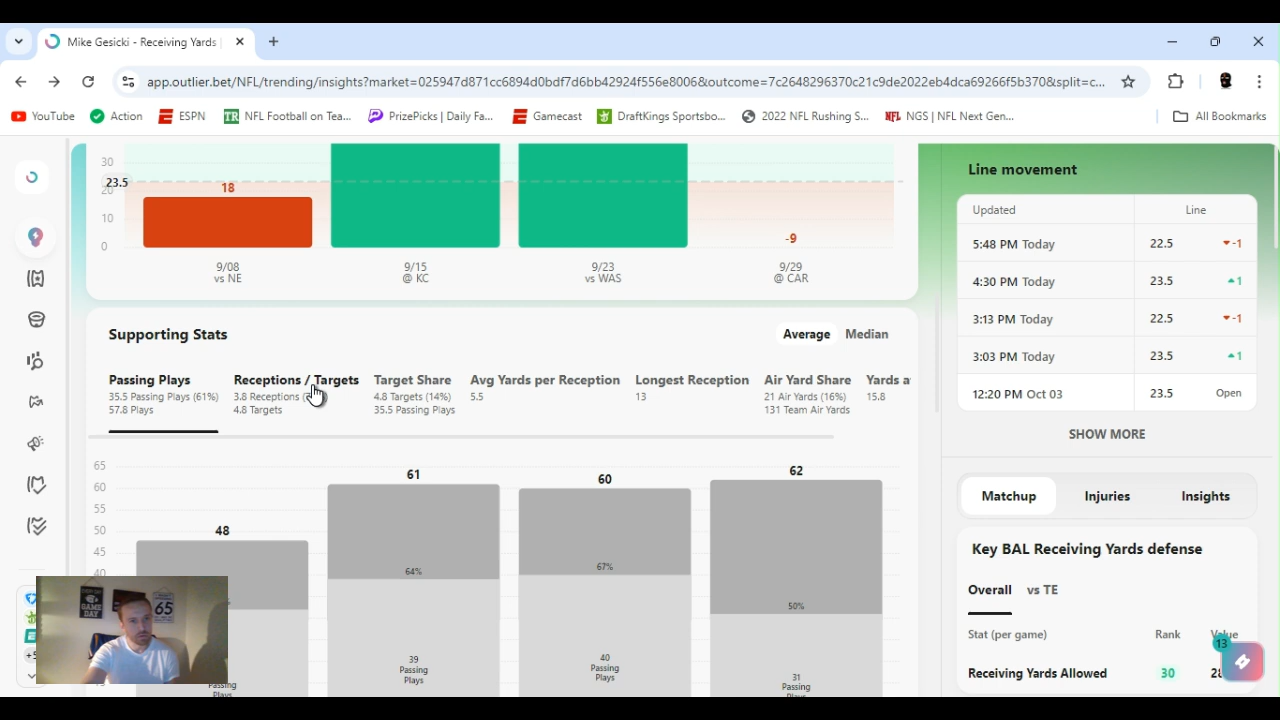 Mike Gesicki - Receiving Yards
app.outlier.bet/NFL/trending/insights?market=025947d871cc6894d0bdf7d6bb42924f556e8006&outcome=7c2648296370c21c9de2022eb4dca69266f5b370&split=c...
YouTube
Action
ESPN
NFL Football on Tea...
PrizePicks | Daily Fa...
Gamecast
DraftKings Sportsbo...
2022 NFL Rushing S...
NFL NGS | NFL Next Gen...
All Bookmarks
30
23.5
20
10
0
18
-9
9/08
vs NE
9/15
@ KC
9/23
vs WAS
9/29
@ CAR
Supporting Stats
Average
Median
Passing Plays
35.5 Passing Plays (61%)
57.8 Plays
Receptions / Targets
3.8 Receptions
4.8 Targets
Target Share
4.8 Targets (14%)
35.5 Passing Plays
Avg Yards per Reception
5.5
Longest Reception
13
Air Yard Share
21 Air Yards (16%)
131 Team Air Yards
Yards a
15.8
65
60
55
50
45
40
48
61
64%
39
Passing
Plays
60
67%
40
Passing
Plays
62
50%
31
Passing
Plays
Passing
Plays
Line movement
Updated
Line
5:48 PM Today
22.5
-1
4:30 PM Today
23.5
1
3:13 PM Today
22.5
-1
3:03 PM Today
23.5
1
12:20 PM Oct 03
23.5
Open
SHOW MORE
Matchup
Injuries
Insights
Key BAL Receiving Yards defense
Overall
vs TE
Stat (per game)
Rank
Value
Receiving Yards Allowed
30
13
GAME
DAY
65